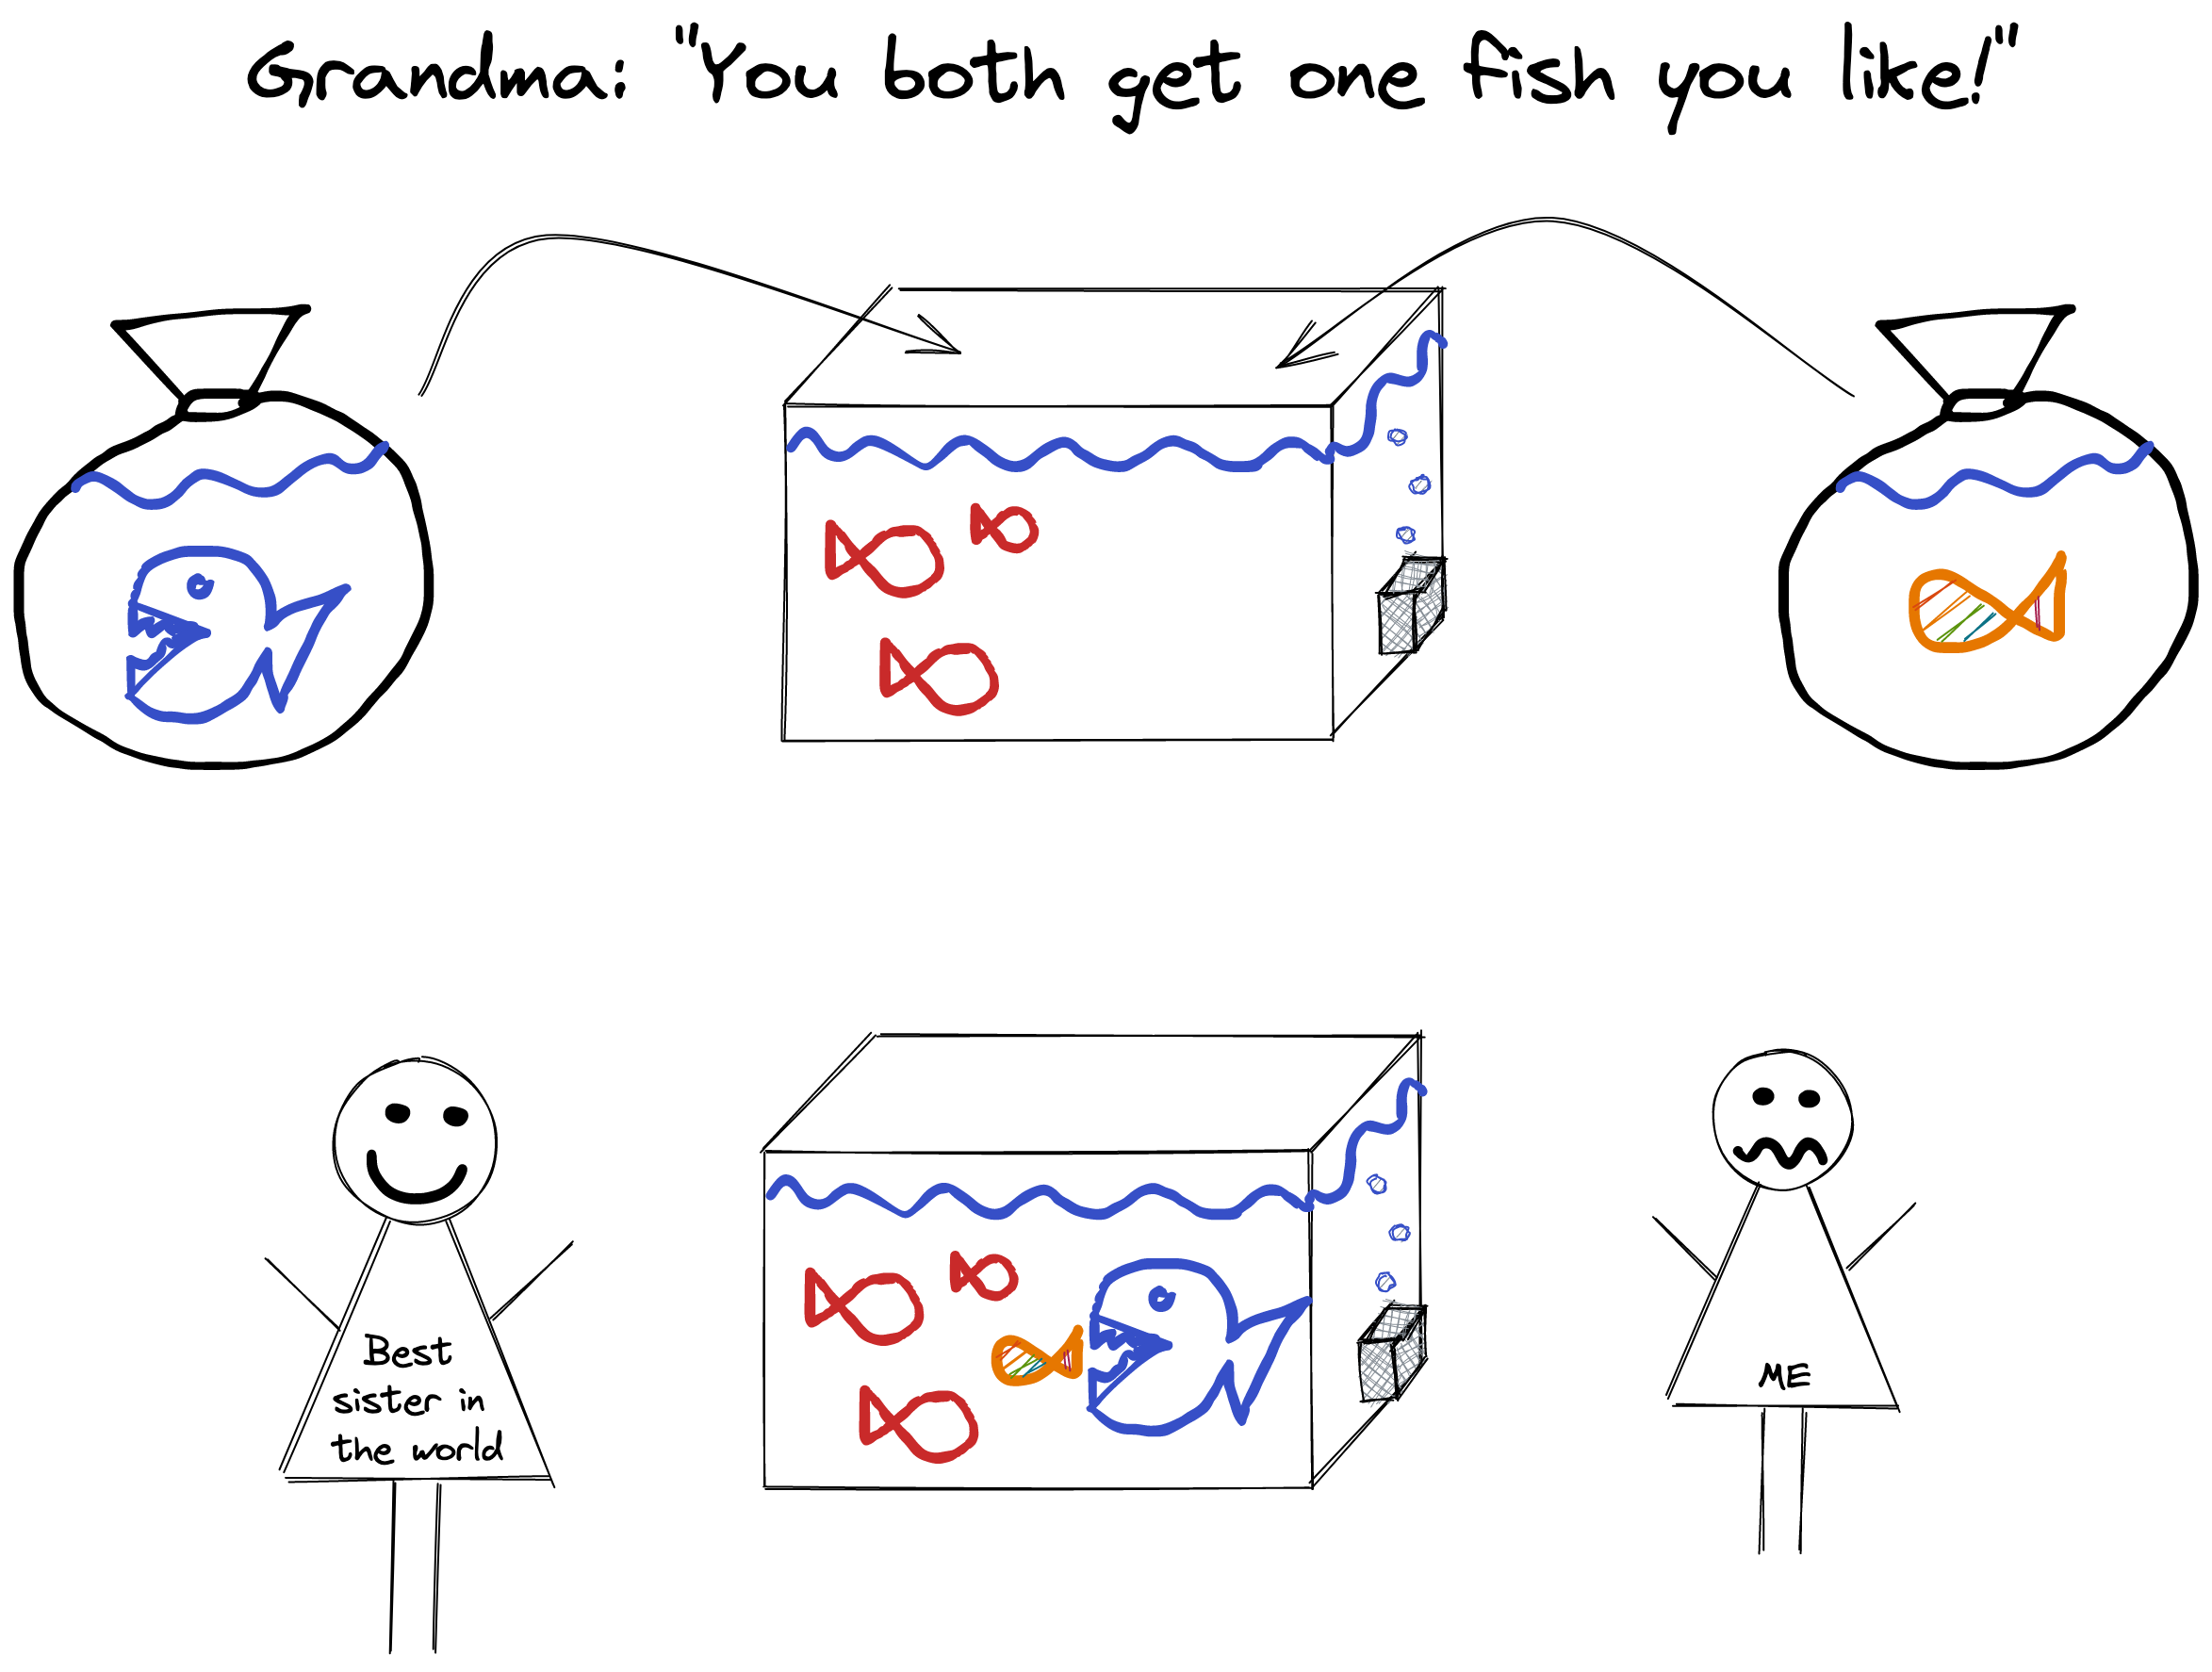 Grandma: "You both get one fish you like!"
Best
sister in
the world
ME